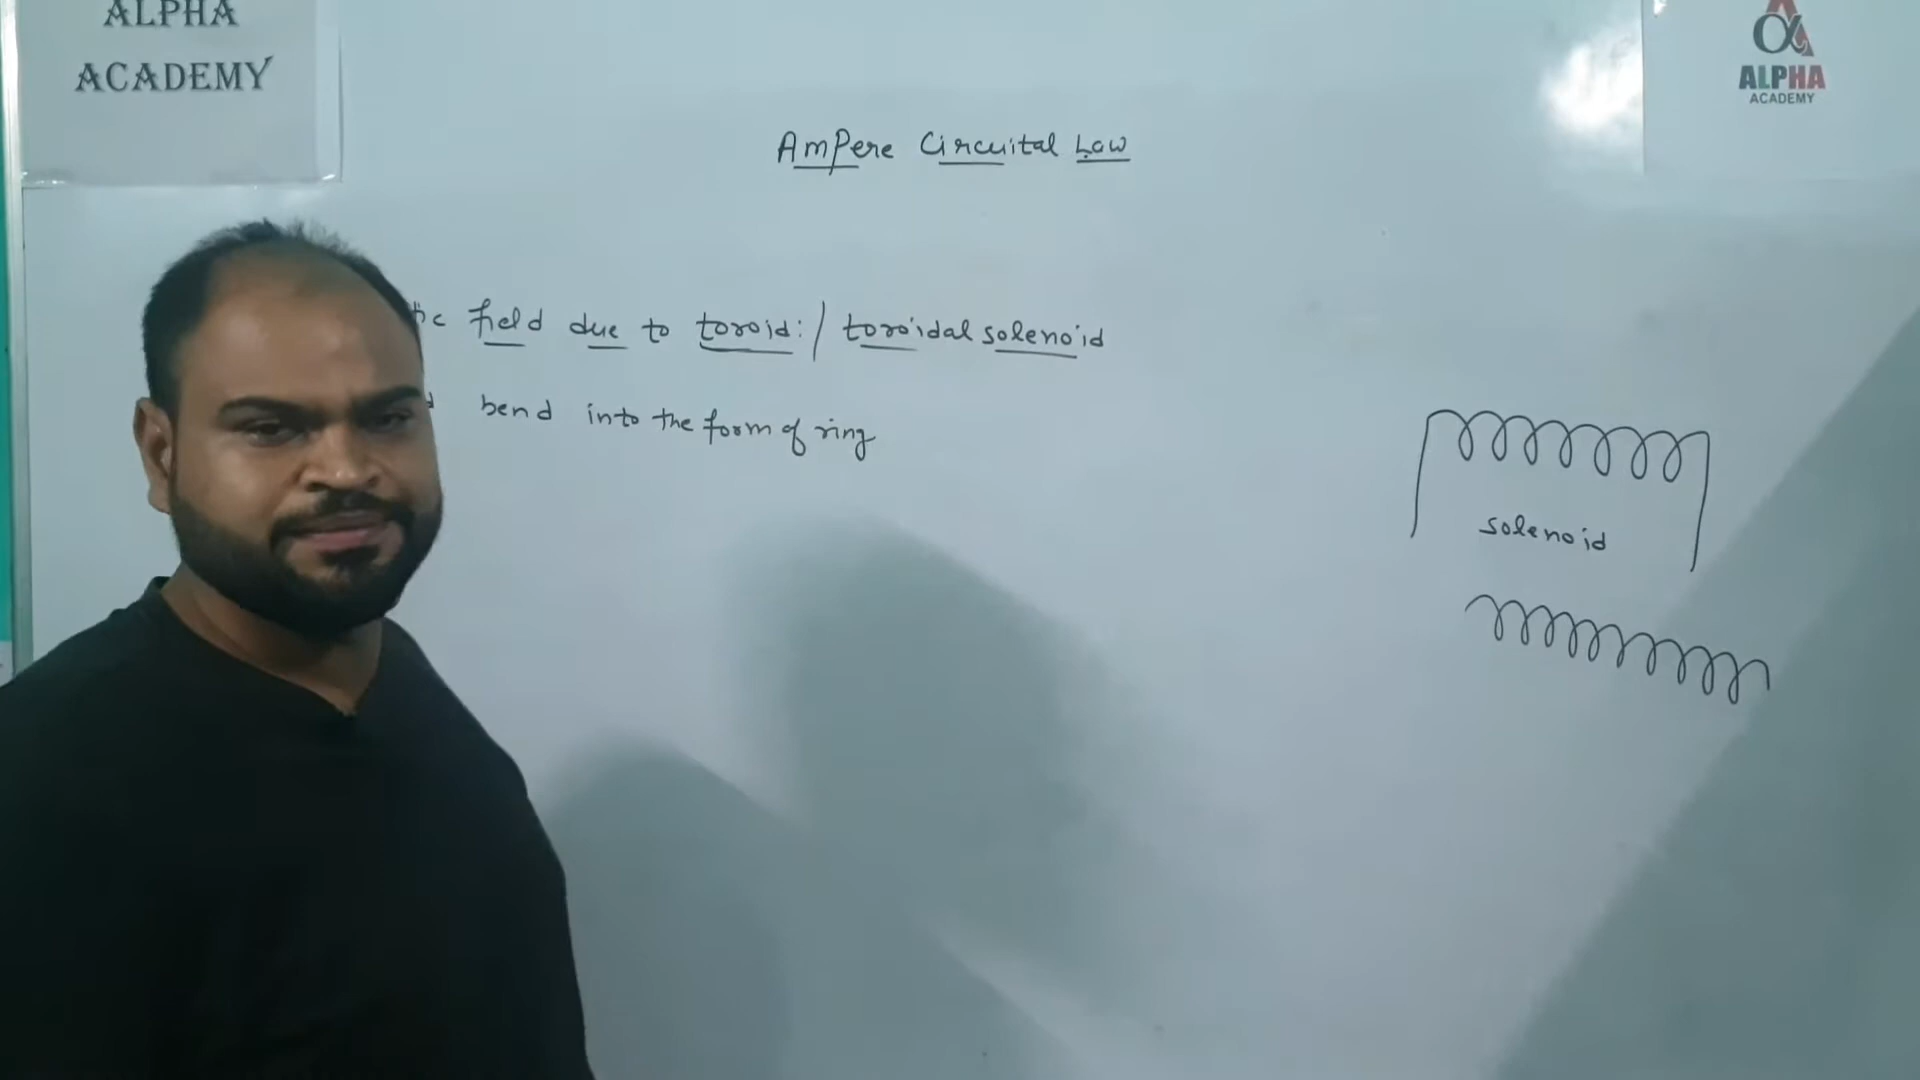 ALPHA
ACADEMY
ALPHA
ACADEMY
AmPere Circuital Law
field due to toroid:/ toroidal solenoid
bend into the form of ring
solenoid